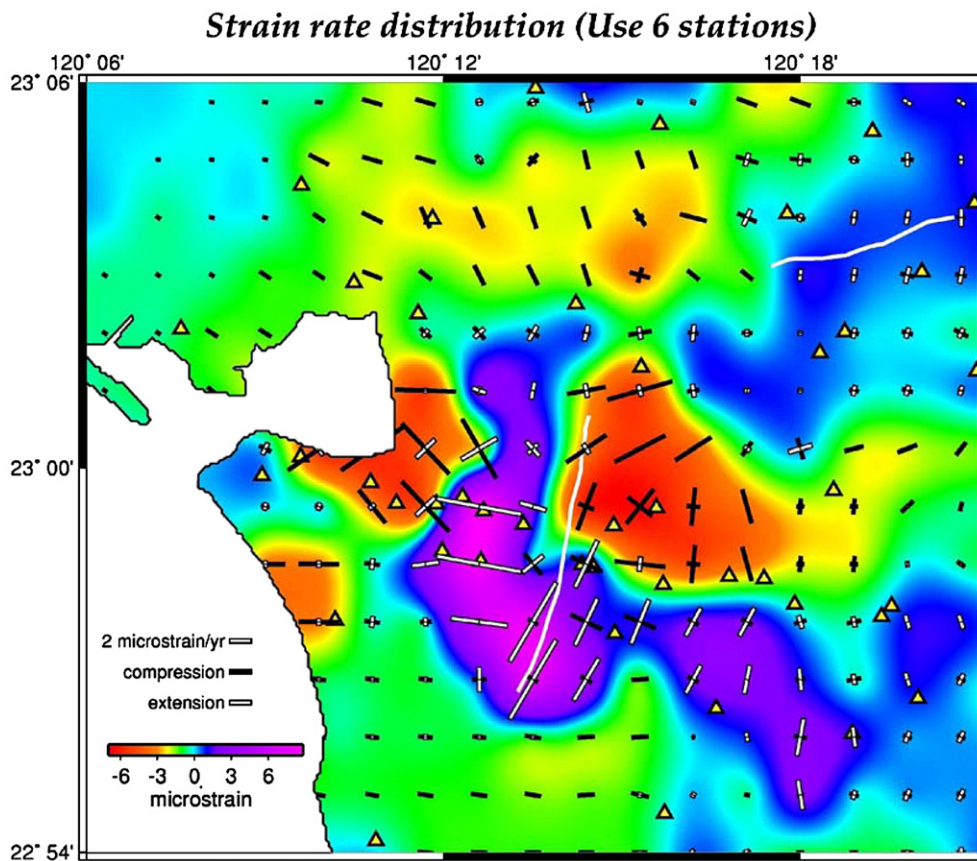 Strain rate distribution (Use 6 stations)
120° 06' 120° 12' 120° 18'
23° 06'
23° 00'
2 microstrain/yr
compression
extension
-6 -3 0 3 6
microstrain
22° 54'